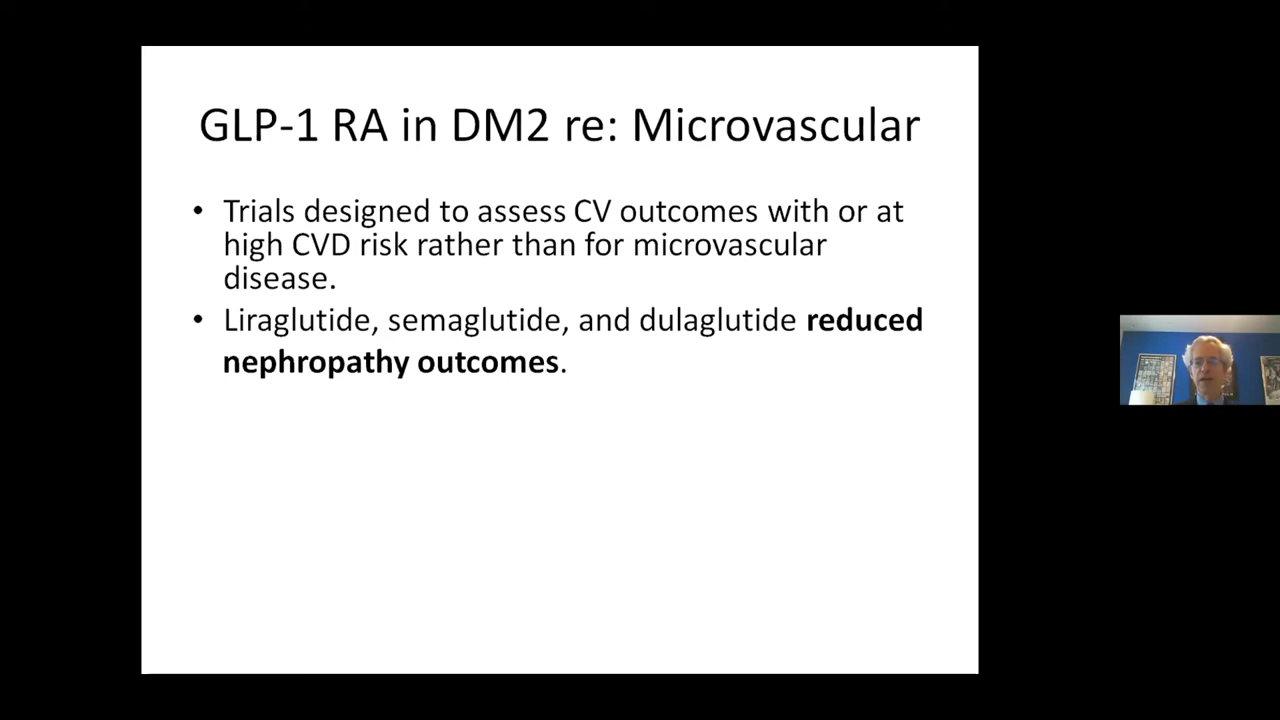 GLP-1 RA in DM2 re: Microvascular
• Trials designed to assess CV outcomes with or at
high CVD risk rather than for microvascular
disease.
• Liraglutide, semaglutide, and dulaglutide reduced
nephropathy outcomes.